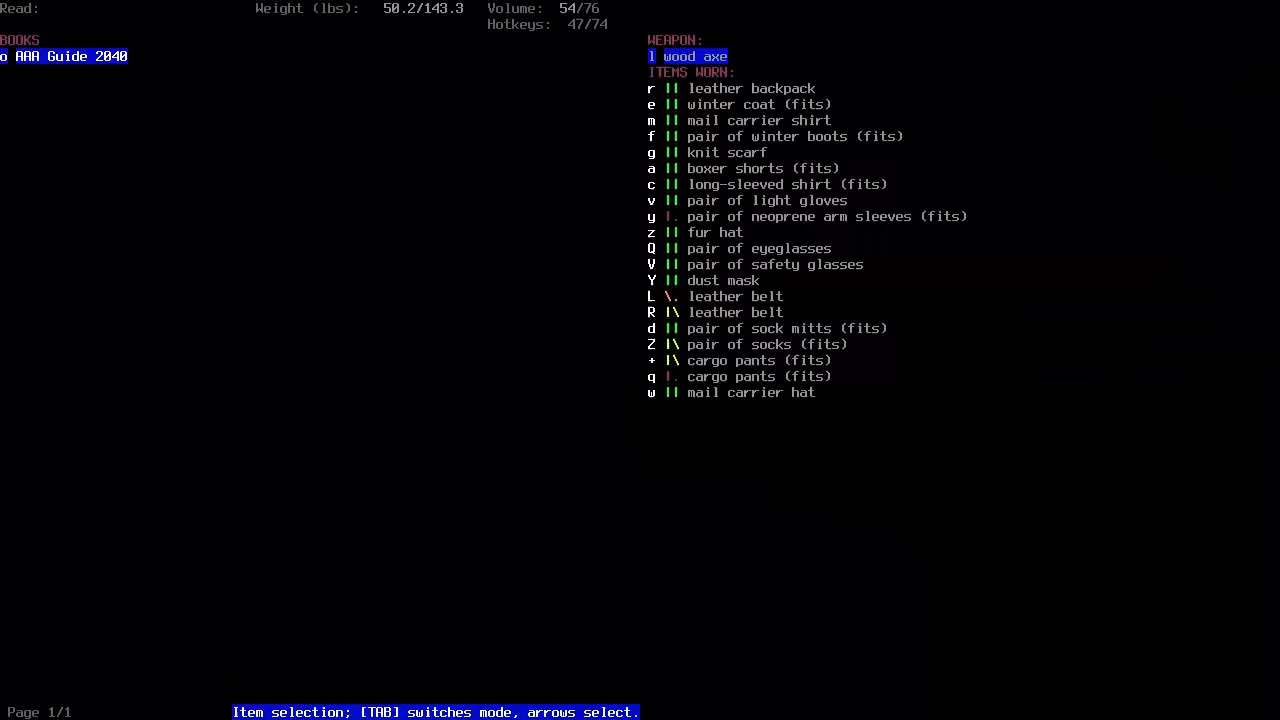 Read: Weight (lbs): 50.2/143.3 Volume: 54/76
Hotkeys: 47/74
BOOKS
o AAA Guide 2040
WEAPON:
l wood axe
ITEMS WORN:
r || leather backpack
e || winter coat (fits)
m || mail carrier shirt
f || pair of winter boots (fits)
g || knit scarf
a || boxer shorts (fits)
c || long-sleeved shirt (fits)
v || pair of light gloves
y |. pair of neoprene arm sleeves (fits)
z || fur hat
Q || pair of eyeglasses
V || pair of safety glasses
Y || dust mask
L \. leather belt
R |\ leather belt
d || pair of sock mitts (fits)
Z |\ pair of socks (fits)
+ |\ cargo pants (fits)
q |. cargo pants (fits)
w || mail carrier hat
Page 1/1 Item selection; [TAB] switches mode, arrows select.